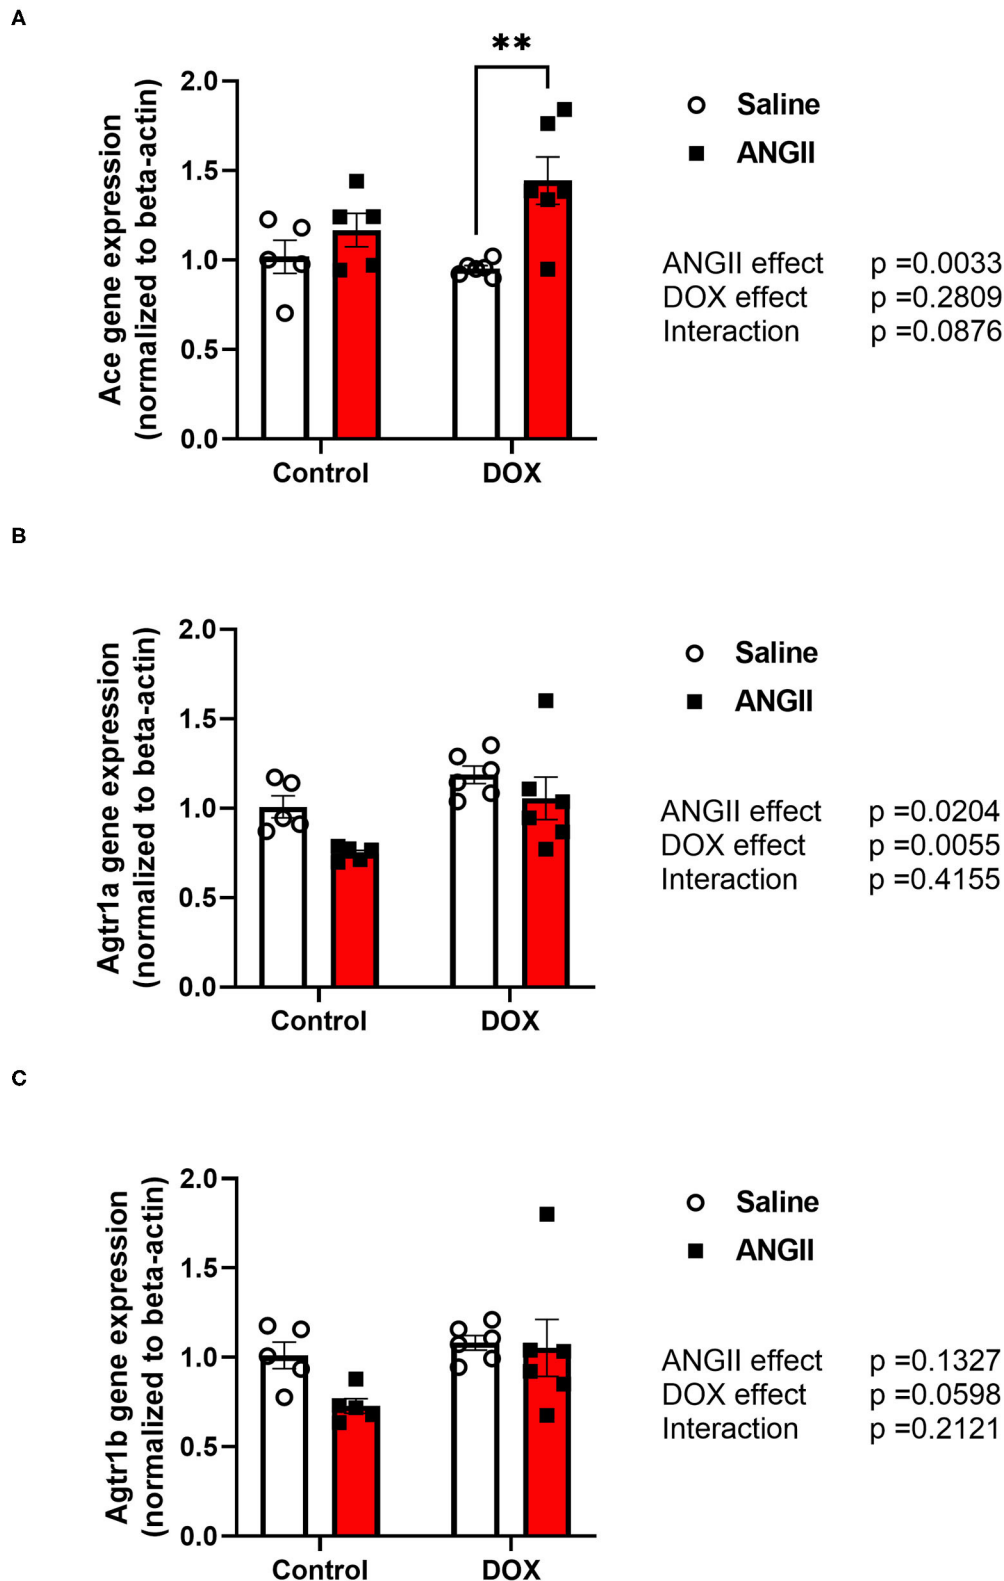 A
**
2.0
1.5
1.0
0.5
0.0
Ace gene expression
(normalized to beta-actin)
Control
DOX
Saline
ANGII
ANGII effect p =0.0033
DOX effect p =0.2809
Interaction p =0.0876
B
2.0
1.5
1.0
0.5
0.0
Agtr1a gene expression
(normalized to beta-actin)
Control
DOX
Saline
ANGII
ANGII effect p =0.0204
DOX effect p =0.0055
Interaction p =0.4155
C
2.0
1.5
1.0
0.5
0.0
Agtr1b gene expression
(normalized to beta-actin)
Control
DOX
Saline
ANGII
ANGII effect p =0.1327
DOX effect p =0.0598
Interaction p =0.2121